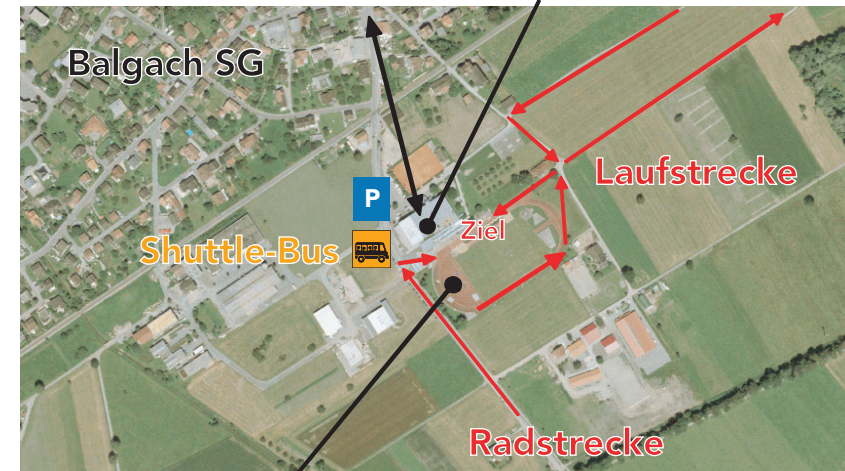 Balgach SG
P
Laufstrecke
Ziel
Shuttle-Bus
Radstrecke